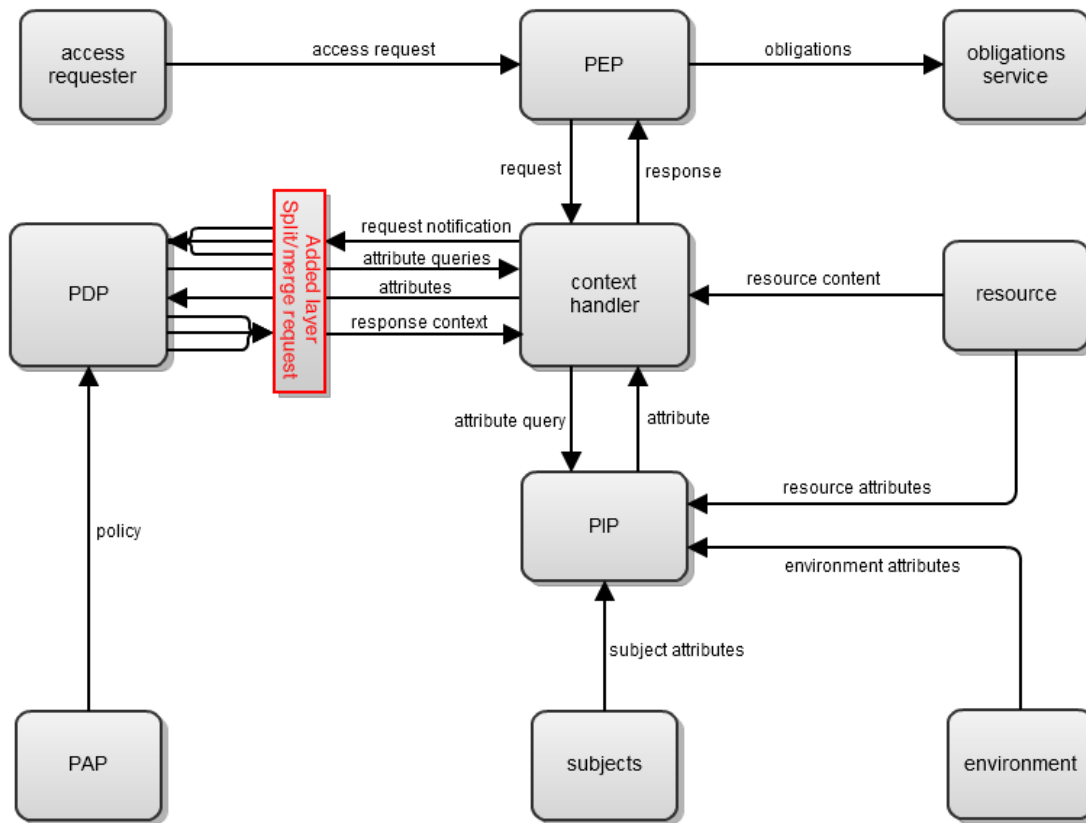 access
requester
access request
PEP
obligations
obligations
service
request
response
Added layer
Split/merge request
request notification
attribute queries
attributes
response context
PDP
context
handler
resource content
resource
attribute query
attribute
resource attributes
policy
PIP
environment attributes
subject attributes
PAP
subjects
environment